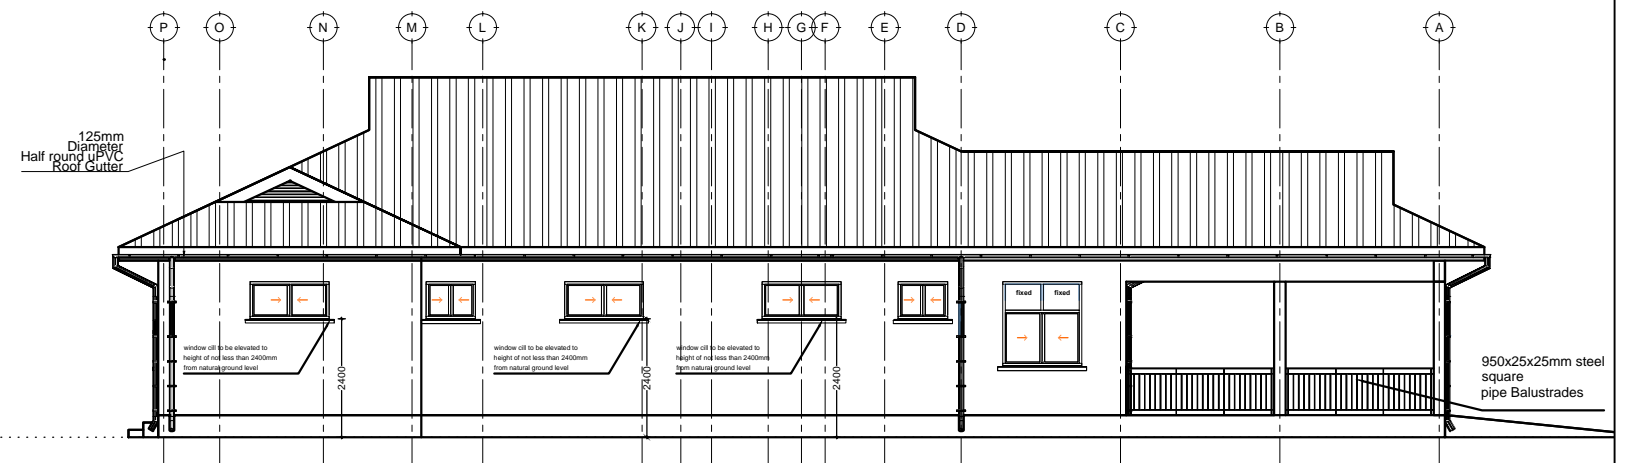 P O N M L K J I H G F E D C B A
125mm
Diameter
Half round uPVC
Roof Gutter
fixed fixed
window cill to be elevated to
height of not less than 2400mm
from natural ground level
2400
window cill to be elevated to
height of not less than 2400mm
from natural ground level
2400
window cill to be elevated to
height of not less than 2400mm
from natural ground level
2400
950x25x25mm steel
square
pipe Balustrades